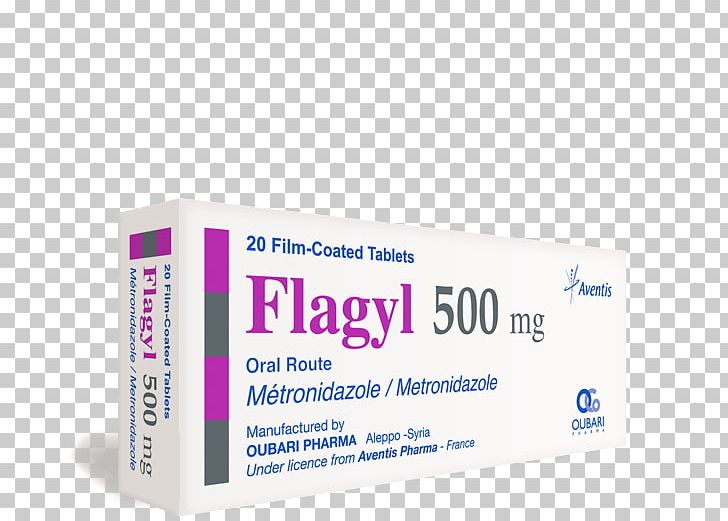 20 Film-Coated Tablets
Flagyl 500 mg
Oral Route
Métronidazole / Metronidazole
Manufactured by
OUBARI PHARMA Aleppo -Syria
Under licence from Aventis Pharma - France
Aventis
OUBARI
PHARMA
20 Film-Coated Tablets
Flagyl 500 mg
Métronidazole / Metronidazole